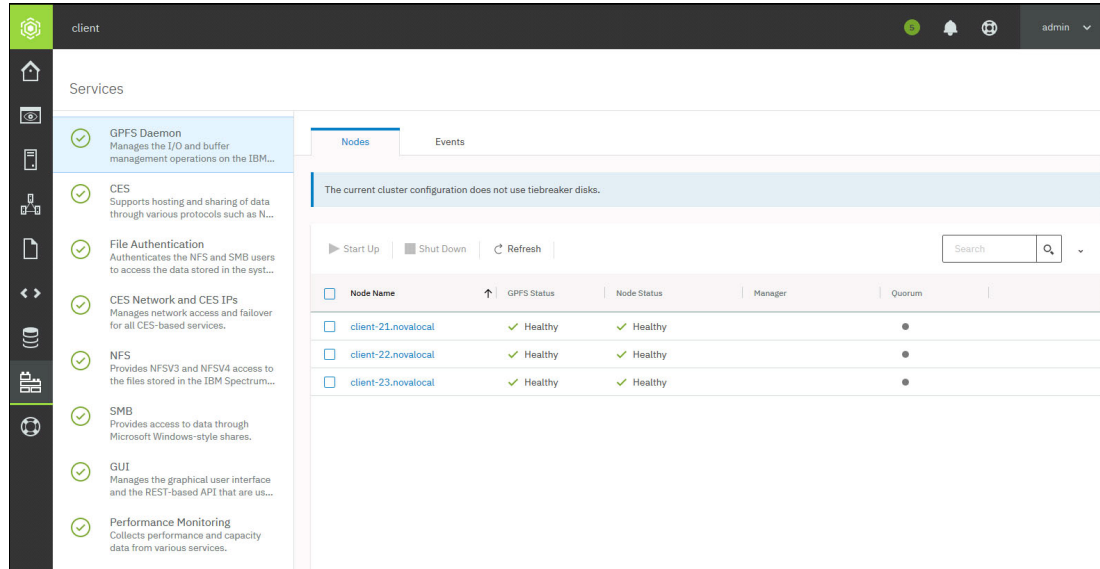 client
S
admin
Services
GPFS Daemon
Manages the I/O and buffer
management operations on the IBM...
CES
Supports hosting and sharing of data
through various protocols such as N...
File Authentication
Authenticates the NFS and SMB users
to access the data stored in the syst...
CES Network and CES IPs
Manages network access and failover
for all CES-based services.
NFS
Provides NFSV3 and NFSV4 access to
the files stored in the IBM Spectrum...
SMB
Provides access to data through
Microsoft Windows-style shares.
GUI
Manages the graphical user interface
and the REST-based API that are us...
Performance Monitoring
Collects performance and capacity
data from various services.
Nodes Events
The current cluster configuration does not use tiebreaker disks.
Start Up Shut Down Refresh Search
Node Name GPFS Status Node Status Manager Quorum
client-21.novalocal Healthy Healthy
client-22.novalocal Healthy Healthy
client-23.novalocal Healthy Healthy